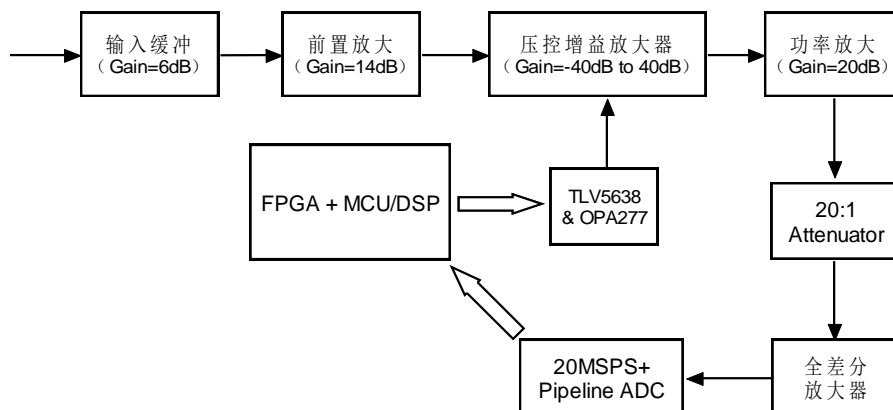 输入缓冲
（Gain=6dB）
前置放大
（Gain=14dB）
压控增益放大器
（Gain=-40dB to 40dB）
功率放大
（Gain=20dB）
FPGA + MCU/DSP
TLV5638
& OPA277
20:1
Attenuator
20MSPS+
Pipeline ADC
全差分
放大器